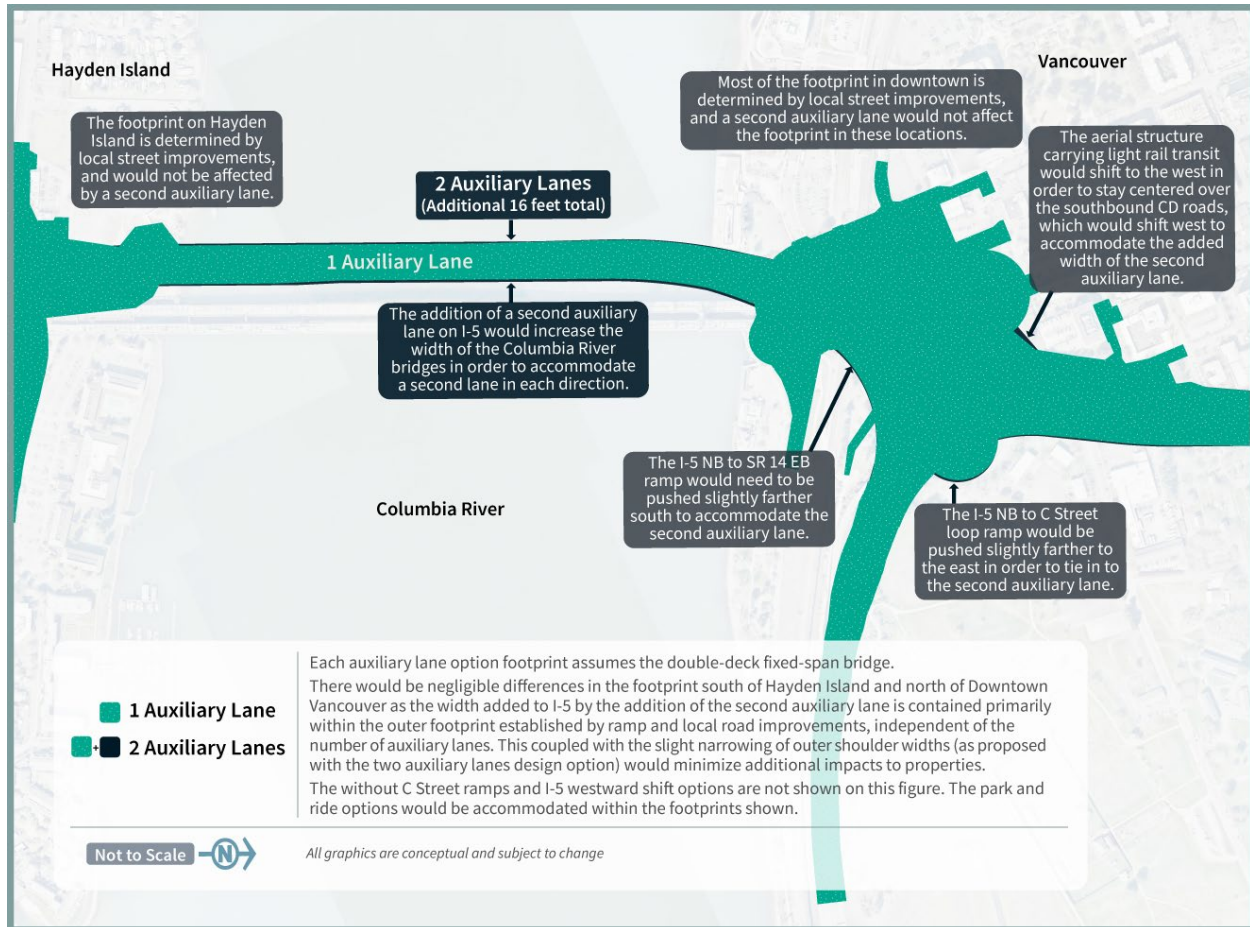 Hayden Island
Vancouver
The footprint on Hayden
Island is determined by
local street improvements,
and would not be affected
by a second auxiliary lane.
Most of the footprint in downtown is
determined by local street improvements,
and a second auxiliary lane would not affect
the footprint in these locations.
The aerial structure
carrying light rail transit
would shift to the west in
order to stay centered over
the southbound CD roads,
which would shift west to
accommodate the added
width of the second
auxiliary lane.
2 Auxiliary Lanes
(Additional 16 feet total)
1 Auxiliary Lane
The addition of a second auxiliary
lane on I-5 would increase the
width of the Columbia River
bridges in order to accommodate
a second lane in each direction.
The I-5 NB to SR 14 EB
ramp would need to be
pushed slightly farther
south to accommodate the
second auxiliary lane.
Columbia River
The I-5 NB to C Street
loop ramp would be
pushed slightly farther to
the east in order to tie in to
the second auxiliary lane.
1 Auxiliary Lane
+ 2 Auxiliary Lanes
Each auxiliary lane option footprint assumes the double-deck fixed-span bridge.
There would be negligible differences in the footprint south of Hayden Island and north of Downtown
Vancouver as the width added to I-5 by the addition of the second auxiliary lane is contained primarily
within the outer footprint established by ramp and local road improvements, independent of the
number of auxiliary lanes. This coupled with the slight narrowing of outer shoulder widths (as proposed
with the two auxiliary lanes design option) would minimize additional impacts to properties.
The without C Street ramps and I-5 westward shift options are not shown on this figure. The park and
ride options would be accommodated within the footprints shown.
Not to Scale N
All graphics are conceptual and subject to change